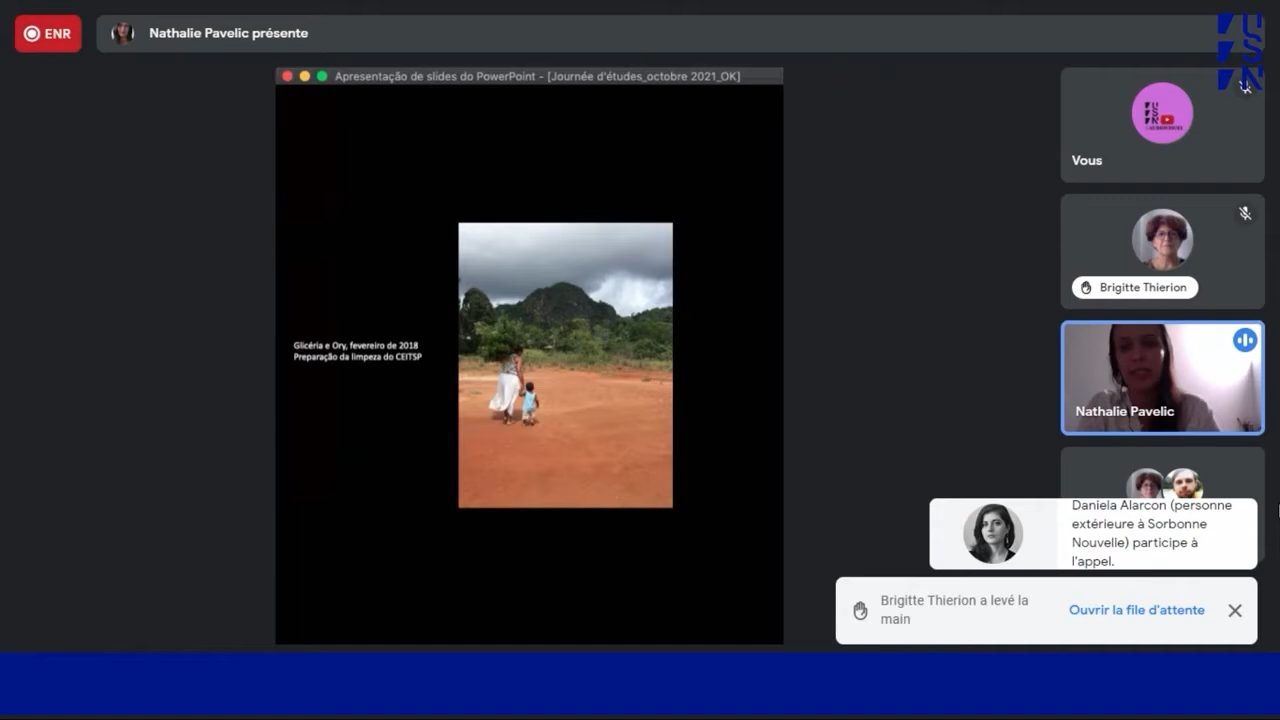 ENR
Nathalie Pavelic présente
USN
Apresentação de slides do PowerPoint - [Journée d'études_octobre 2021_OK]
Glicéria e Ory, fevereiro de 2018
Preparação da limpeza do CEITSP
Vous
Brigitte Thierion
Nathalie Pavelic
Daniela Alarcon (personne
extérieure à Sorbonne
Nouvelle) participe à
l'appel.
Brigitte Thierion a levé la
main
Ouvrir la file d'attente